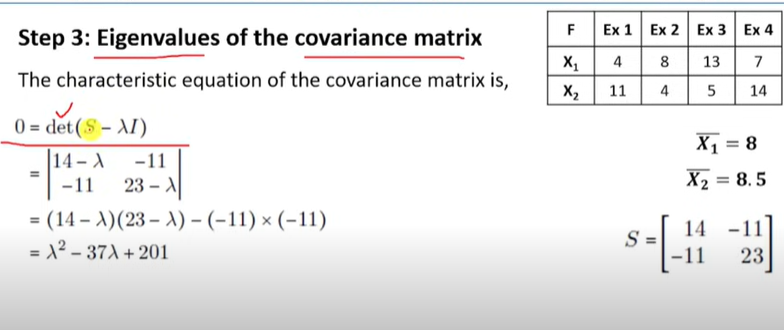 Step 3: Eigenvalues of the covariance matrix
The characteristic equation of the covariance matrix is,
0 = det(S − λI)
= |14 − λ −11|
|−11 23 − λ|
= (14 − λ)(23 − λ) − (−11) × (−11)
= λ² − 37λ + 201
F Ex 1 Ex 2 Ex 3 Ex 4
X₁ 4 8 13 7
X₂ 11 4 5 14
X̅₁ = 8
X̅₂ = 8.5
S = [14 −11]
[−11 23]